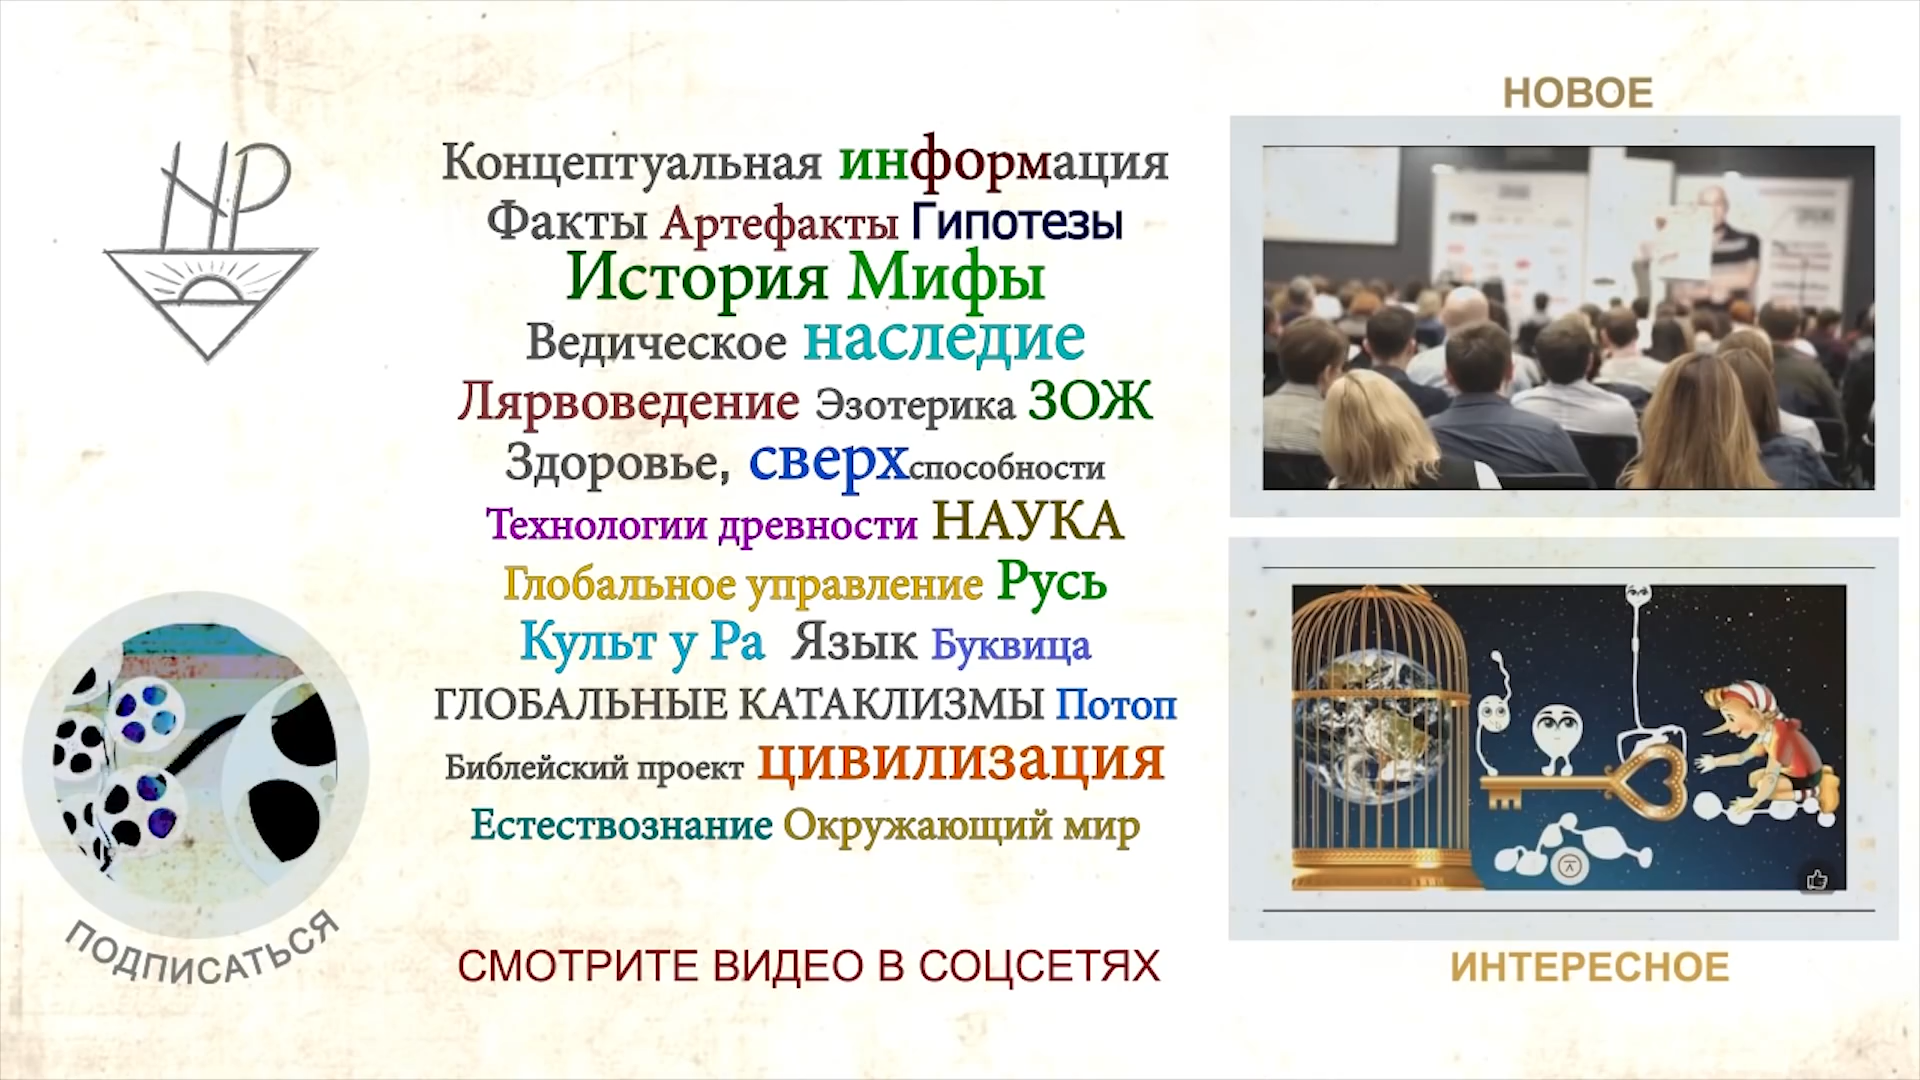 НР
НОВОЕ
Концептуальная информация
Факты Артефакты Гипотезы
История Мифы
Ведическое наследие
Лярвоведение Эзотерика ЗОЖ
Здоровье, сверхспособности
Технологии древности НАУКА
Глобальное управление Русь
Культ у Ра Язык Буквица
ГЛОБАЛЬНЫЕ КАТАКЛИЗМЫ Потоп
Библейский проект цивилизация
Естествознание Окружающий мир
ПОДПИСАТЬСЯ
СМОТРИТЕ ВИДЕО В СОЦСЕТЯХ
ИНТЕРЕСНОЕ